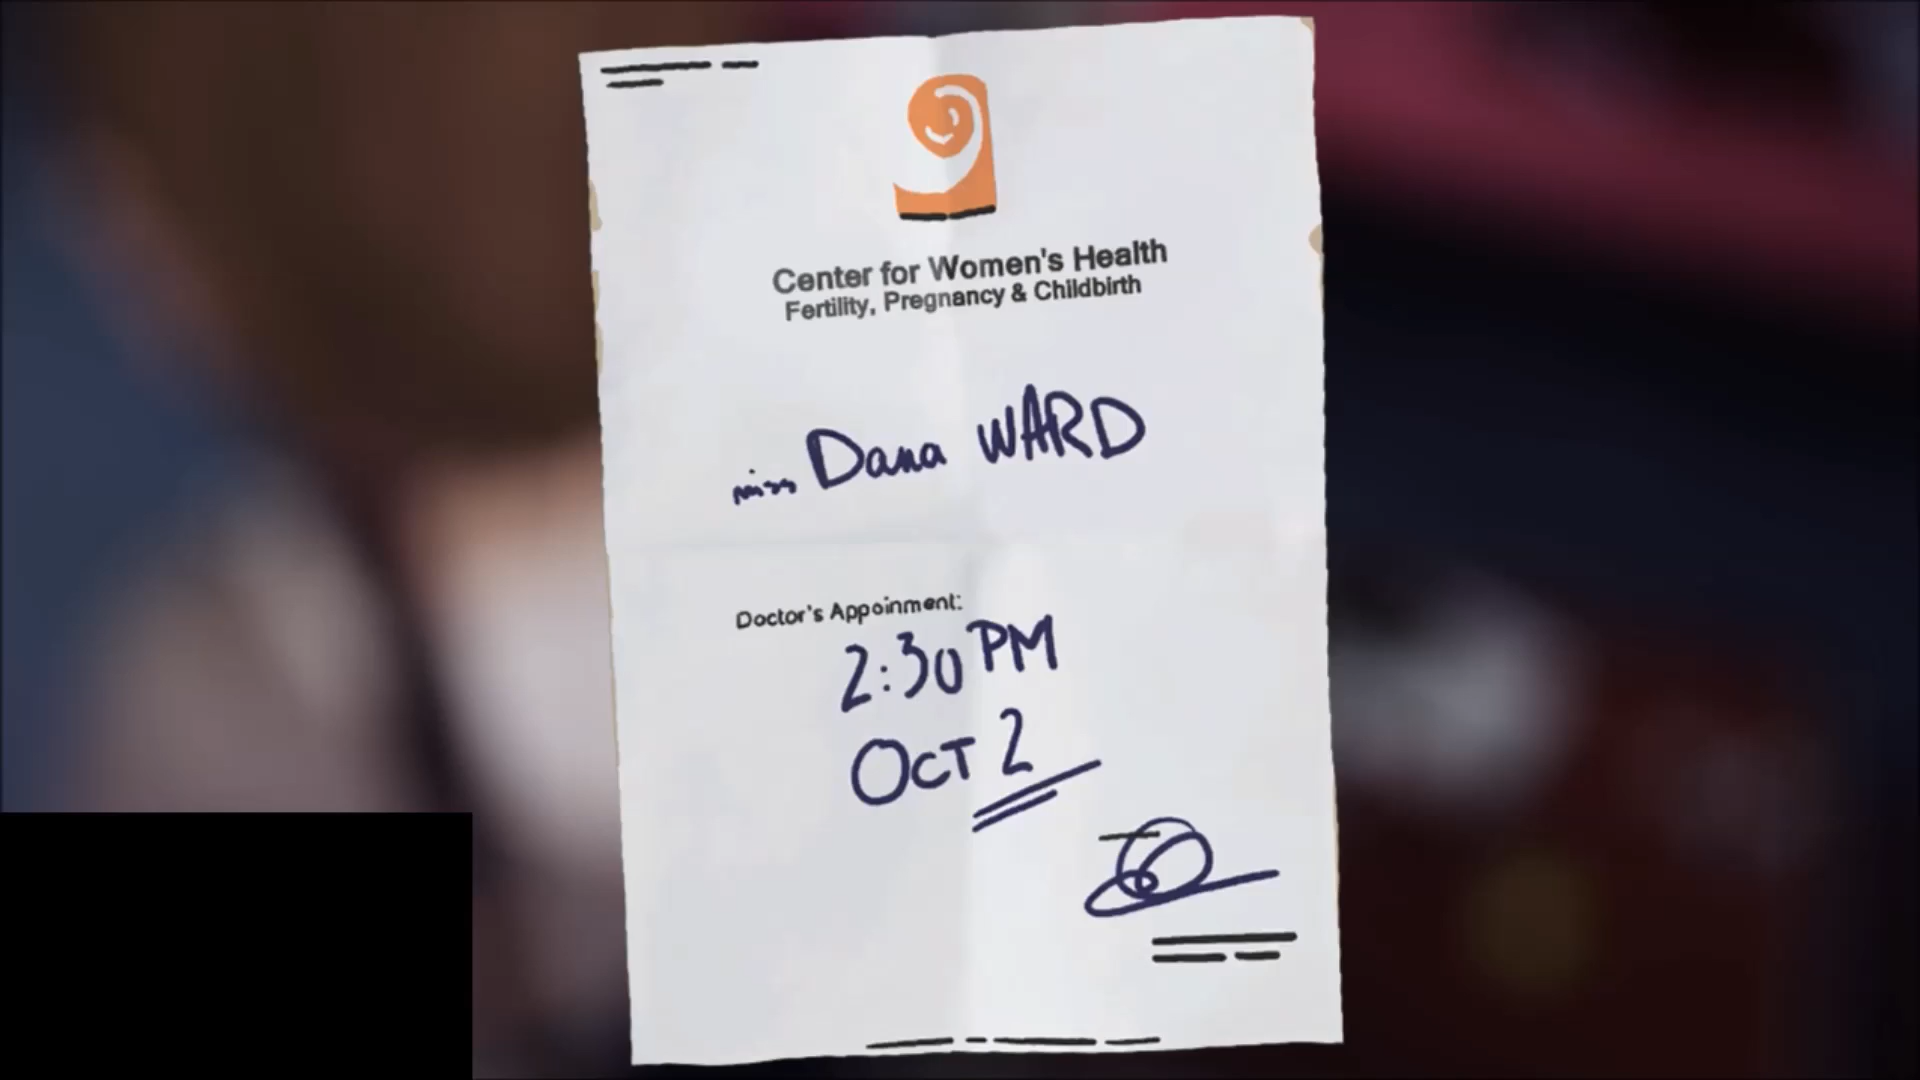 Center for Women's Health
Fertility, Pregnancy & Childbirth
miss Dana WARD
Doctor's Appoinment:
2:30 PM
OCT 2